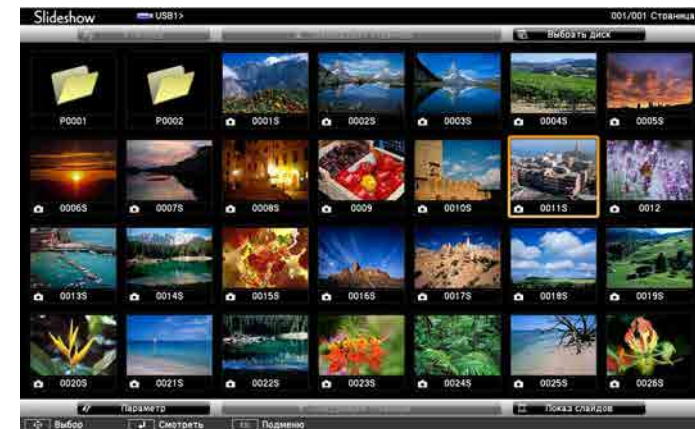 Slideshow USB1> 001/001 Страница
Выбрать диск
P0001 P0002 0001S 0002S 0003S 0004S 0005S
0006S 0007S 0008S 0009 0010S 0011S 0012
0013S 0014S 0015S 0016S 0017S 0018S 0019S
0020S 0021S 0022S 0023S 0024S 0025S 0026S
Параметр Показ слайдов
Выбор Смотреть Esc Подменю